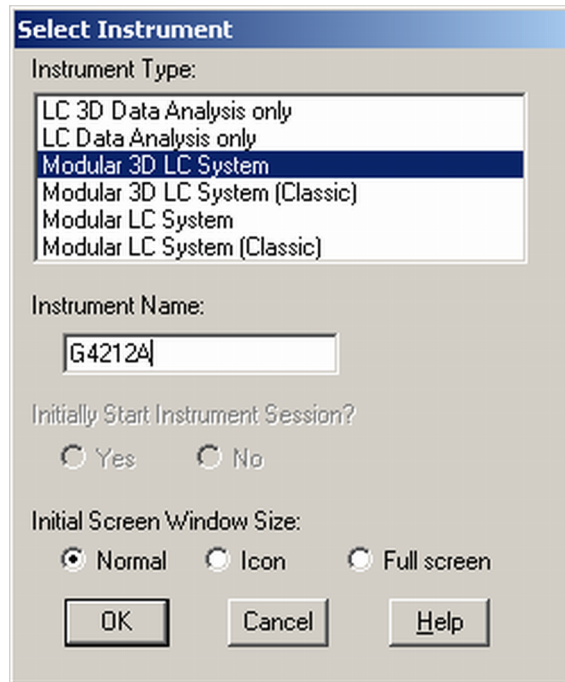 Select Instrument
Instrument Type:
LC 3D Data Analysis only
LC Data Analysis only
Modular 3D LC System
Modular 3D LC System (Classic)
Modular LC System
Modular LC System (Classic)
Instrument Name:
G4212A
Initially Start Instrument Session?
Yes No
Initial Screen Window Size:
Normal Icon Full screen
OK Cancel Help